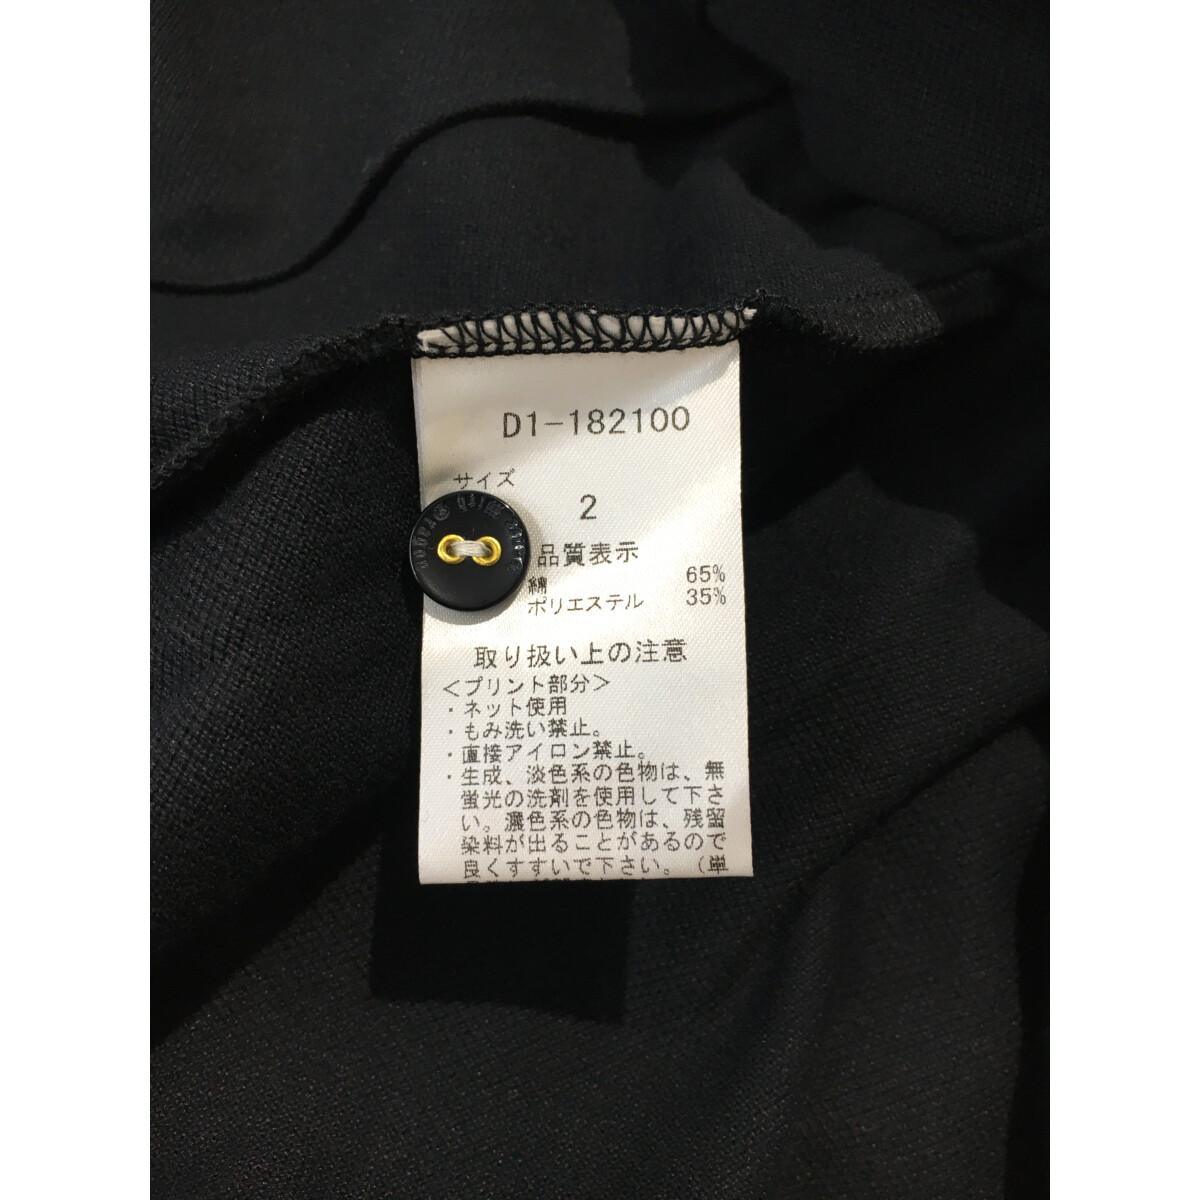 D1-182100
サイズ
2
品質表示
綿 65%
ポリエステル 35%
取り扱い上の注意
＜プリント部分＞
・ネット使用
・もみ洗い禁止。
・直接アイロン禁止。
・生成、淡色系の色物は、無
蛍光の洗剤を使用して下さ
い。濃色系の色物は、残留
染料が出ることがあるので
良くすすいで下さい。（単